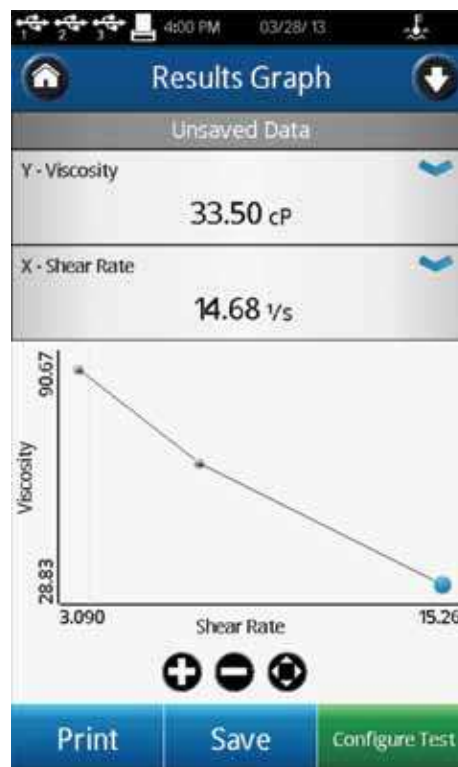 1 2 3 4:00 PM 03/28/13
Results Graph
Unsaved Data
Y - Viscosity
33.50 cP
X - Shear Rate
14.68 1/s
90.67
Viscosity
28.83
3.090 Shear Rate 15.26
Print Save Configure Test